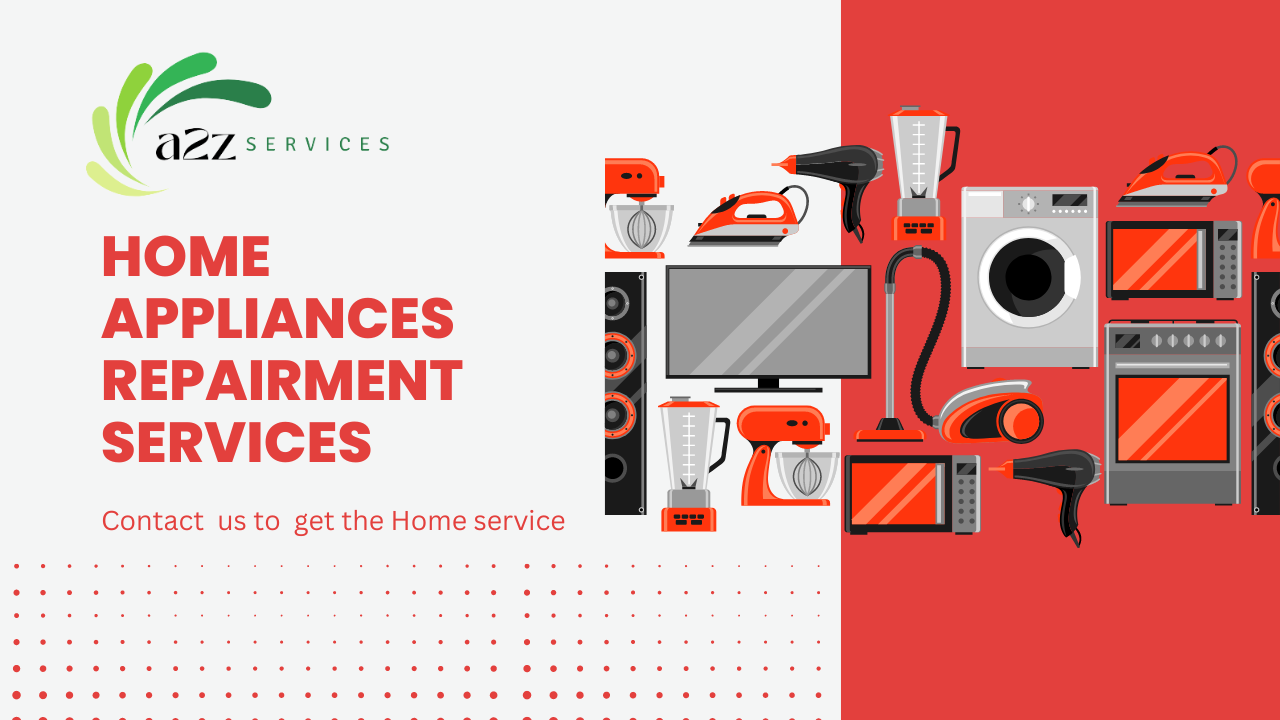 a2z SERVICES
HOME
APPLIANCES
REPAIRMENT
SERVICES
Contact us to get the Home service